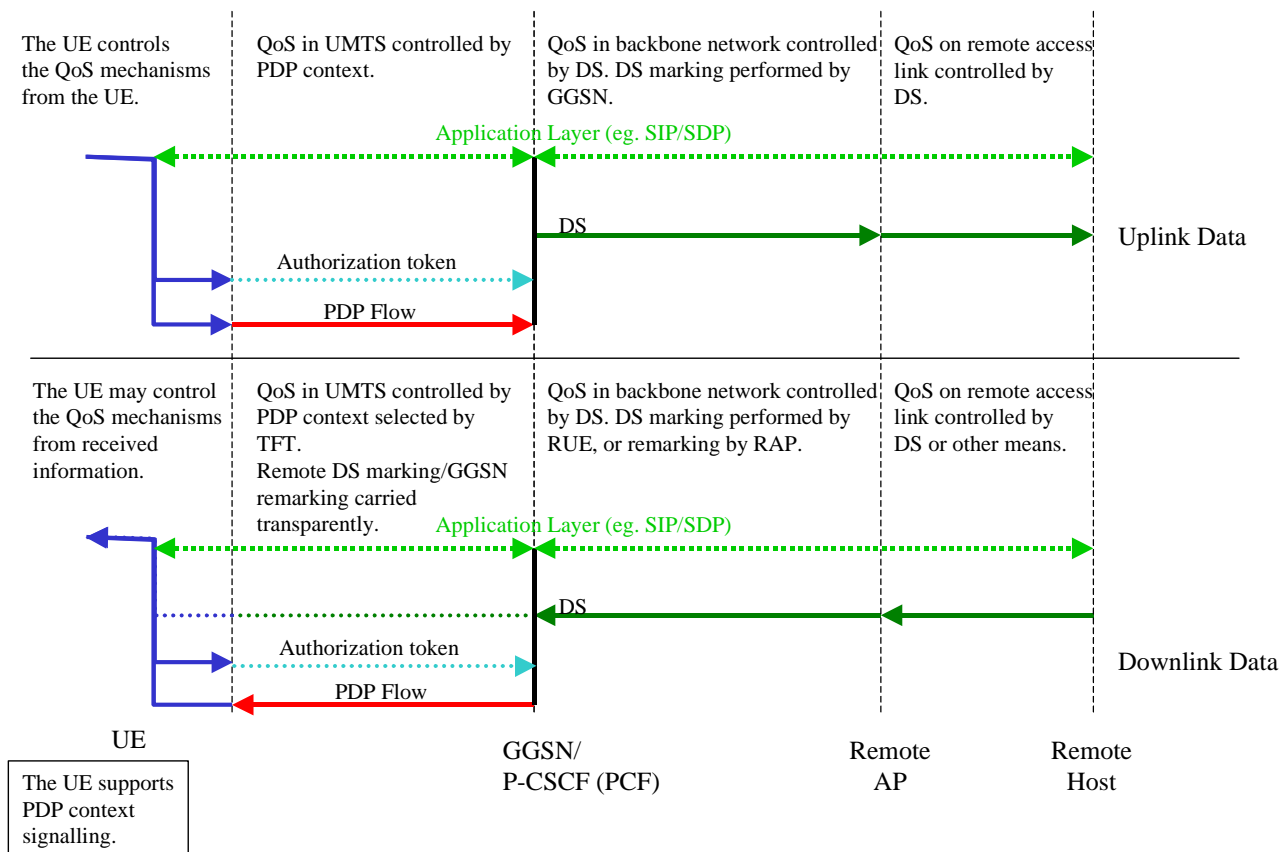 The UE controls
the QoS mechanisms
from the UE.
QoS in UMTS controlled by
PDP context.
QoS in backbone network controlled
by DS. DS marking performed by
GGSN.
QoS on remote access
link controlled by
DS.
Application Layer (eg. SIP/SDP)
DS
Uplink Data
Authorization token
PDP Flow
The UE may control
the QoS mechanisms
from received
information.
QoS in UMTS controlled by
PDP context selected by
TFT.
Remote DS marking/GGSN
remarking carried
transparently.
QoS in backbone network controlled
by DS. DS marking performed by
RUE, or remarking by RAP.
QoS on remote access
link controlled by
DS or other means.
Application Layer (eg. SIP/SDP)
DS
Authorization token
Downlink Data
PDP Flow
UE
GGSN/
P-CSCF (PCF)
Remote
AP
Remote
Host
The UE supports
PDP context
signalling.